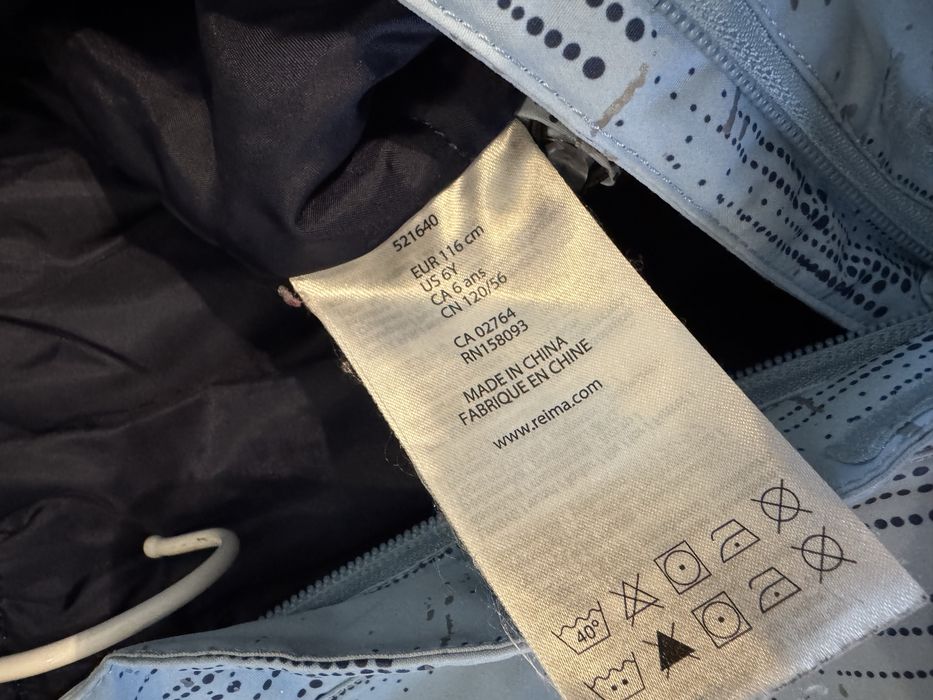 521640
EUR 116 cm
US 6Y
CA 6 ans
CN 120/56
CA 02764
RN158093
MADE IN CHINA
FABRIQUE EN CHINE
www.reima.com
40°